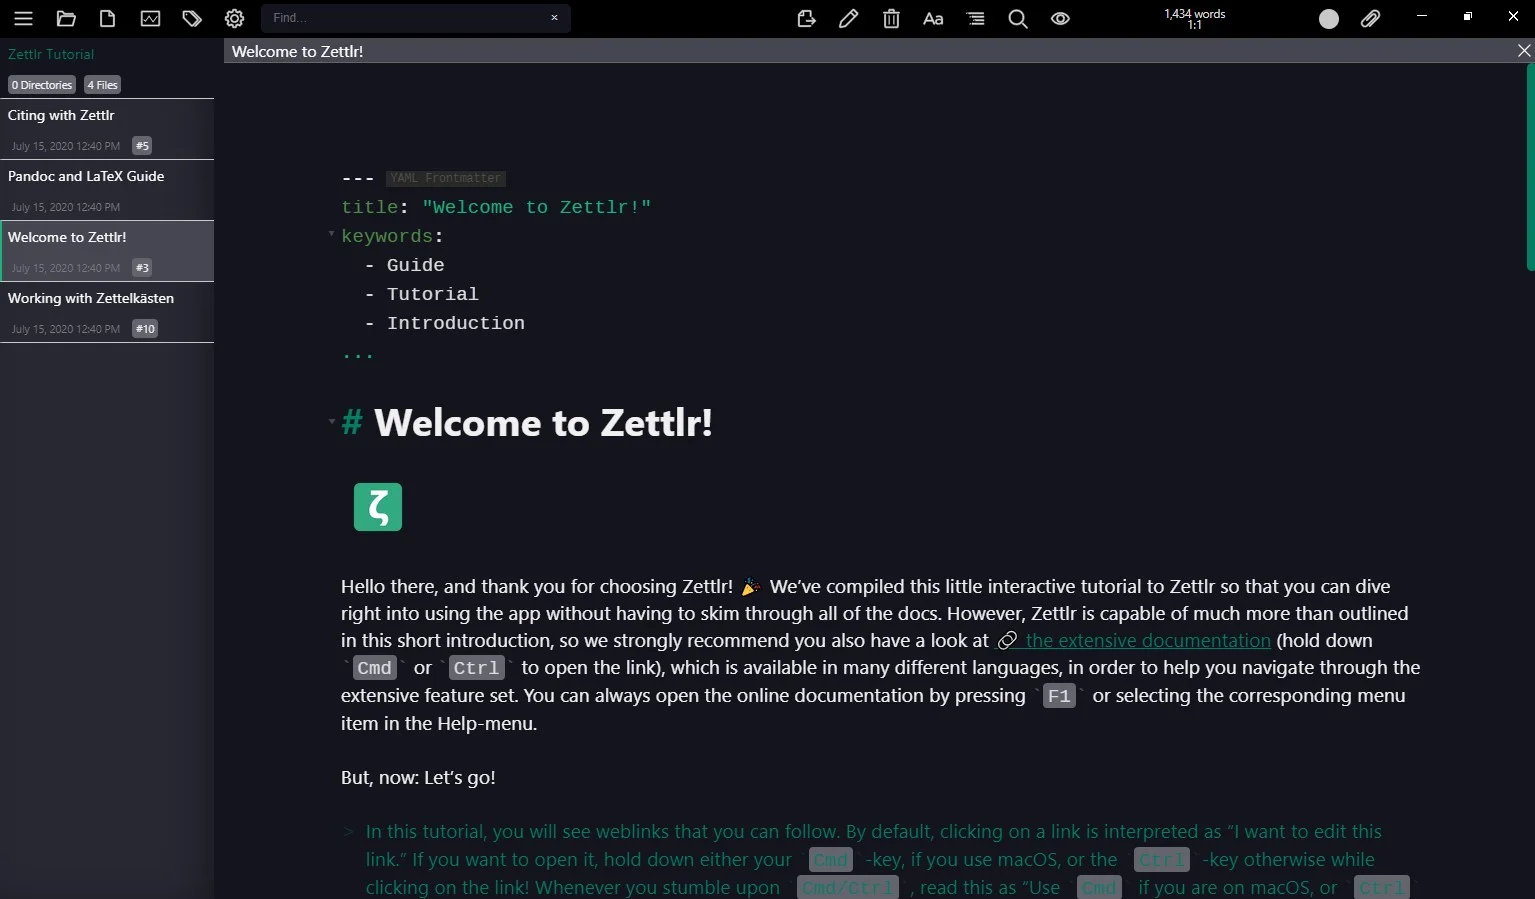 Find...
Aa
1,434 words
1:1
Zettlr Tutorial
0 Directories 4 Files
Citing with Zettlr
July 15, 2020 12:40 PM #5
Pandoc and LaTeX Guide
July 15, 2020 12:40 PM
Welcome to Zettlr!
July 15, 2020 12:40 PM #3
Working with Zettelkästen
July 15, 2020 12:40 PM #10
Welcome to Zettlr!
--- YAML Frontmatter
title: "Welcome to Zettlr!"
keywords:
- Guide
- Tutorial
- Introduction
...
# Welcome to Zettlr!
ζ
Hello there, and thank you for choosing Zettlr! 🎉 We’ve compiled this little interactive tutorial to Zettlr so that you can dive
right into using the app without having to skim through all of the docs. However, Zettlr is capable of much more than outlined
in this short introduction, so we strongly recommend you also have a look at the extensive documentation (hold down
`Cmd` or `Ctrl` to open the link), which is available in many different languages, in order to help you navigate through the
extensive feature set. You can always open the online documentation by pressing `F1` or selecting the corresponding menu
item in the Help-menu.
But, now: Let’s go!
> In this tutorial, you will see weblinks that you can follow. By default, clicking on a link is interpreted as “I want to edit this
link.” If you want to open it, hold down either your `Cmd`-key, if you use macOS, or the `Ctrl`-key otherwise while
clicking on the link! Whenever you stumble upon `Cmd/Ctrl`, read this as “Use `Cmd` if you are on macOS, or `Ctrl`